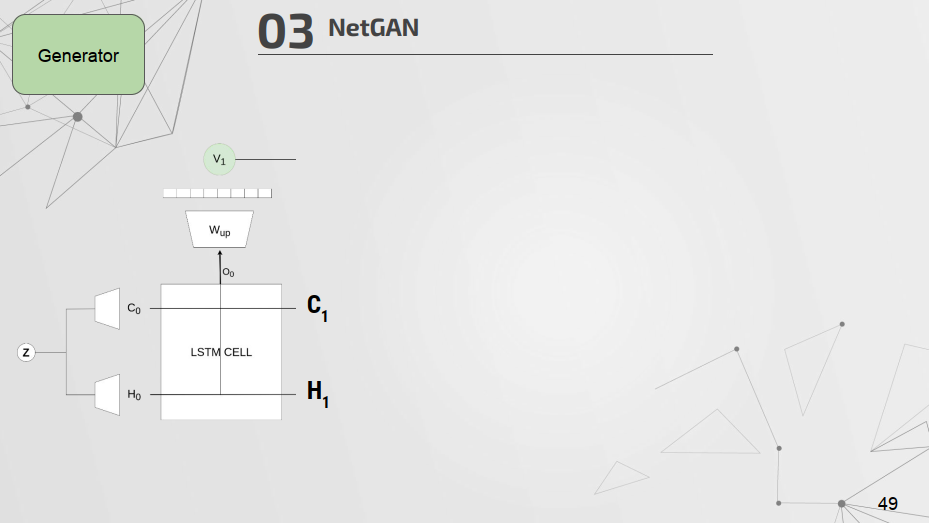 Generator
03 NetGAN
V1
Wup
O0
C0
C1
Z
LSTM CELL
H0
H1
49